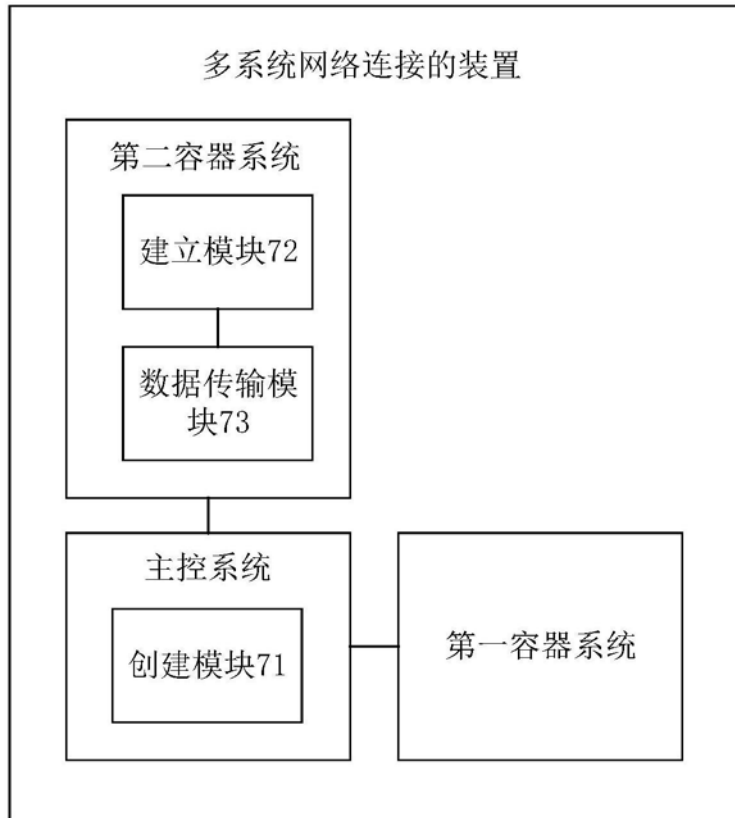 多系统网络连接的装置
第二容器系统
建立模块72
数据传输模
块73
主控系统
创建模块71
第一容器系统